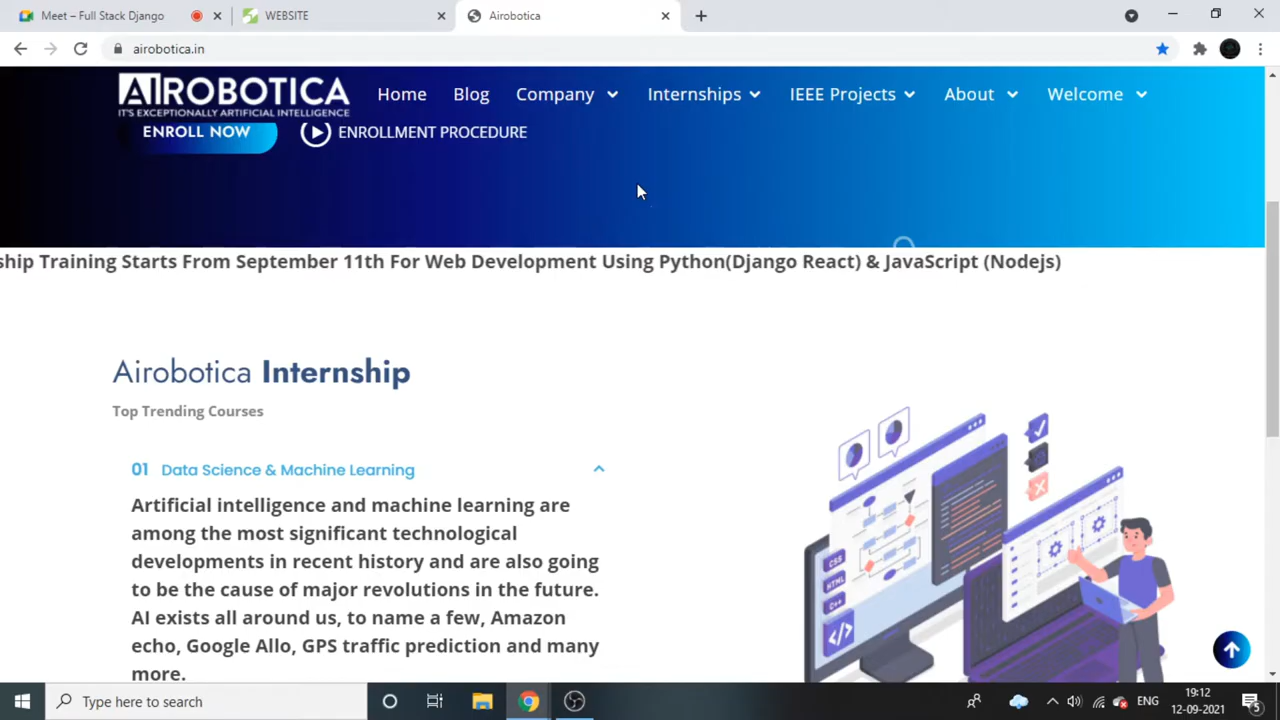 Meet – Full Stack Django
WEBSITE
Airobotica
airobotica.in
AIROBOTICA
IT'S EXCEPTIONALLY ARTIFICIAL INTELLIGENCE
Home
Blog
Company
Internships
IEEE Projects
About
Welcome
ENROLL NOW
ENROLLMENT PROCEDURE
ship Training Starts From September 11th For Web Development Using Python(Django React) & JavaScript (Nodejs)
Airobotica Internship
Top Trending Courses
01 Data Science & Machine Learning
Artificial intelligence and machine learning are
among the most significant technological
developments in recent history and are also going
to be the cause of major revolutions in the future.
AI exists all around us, to name a few, Amazon
echo, Google Allo, GPS traffic prediction and many
more.
CSS
HTML
C++
</>
Type here to search
ENG
19:12
12-09-2021
5